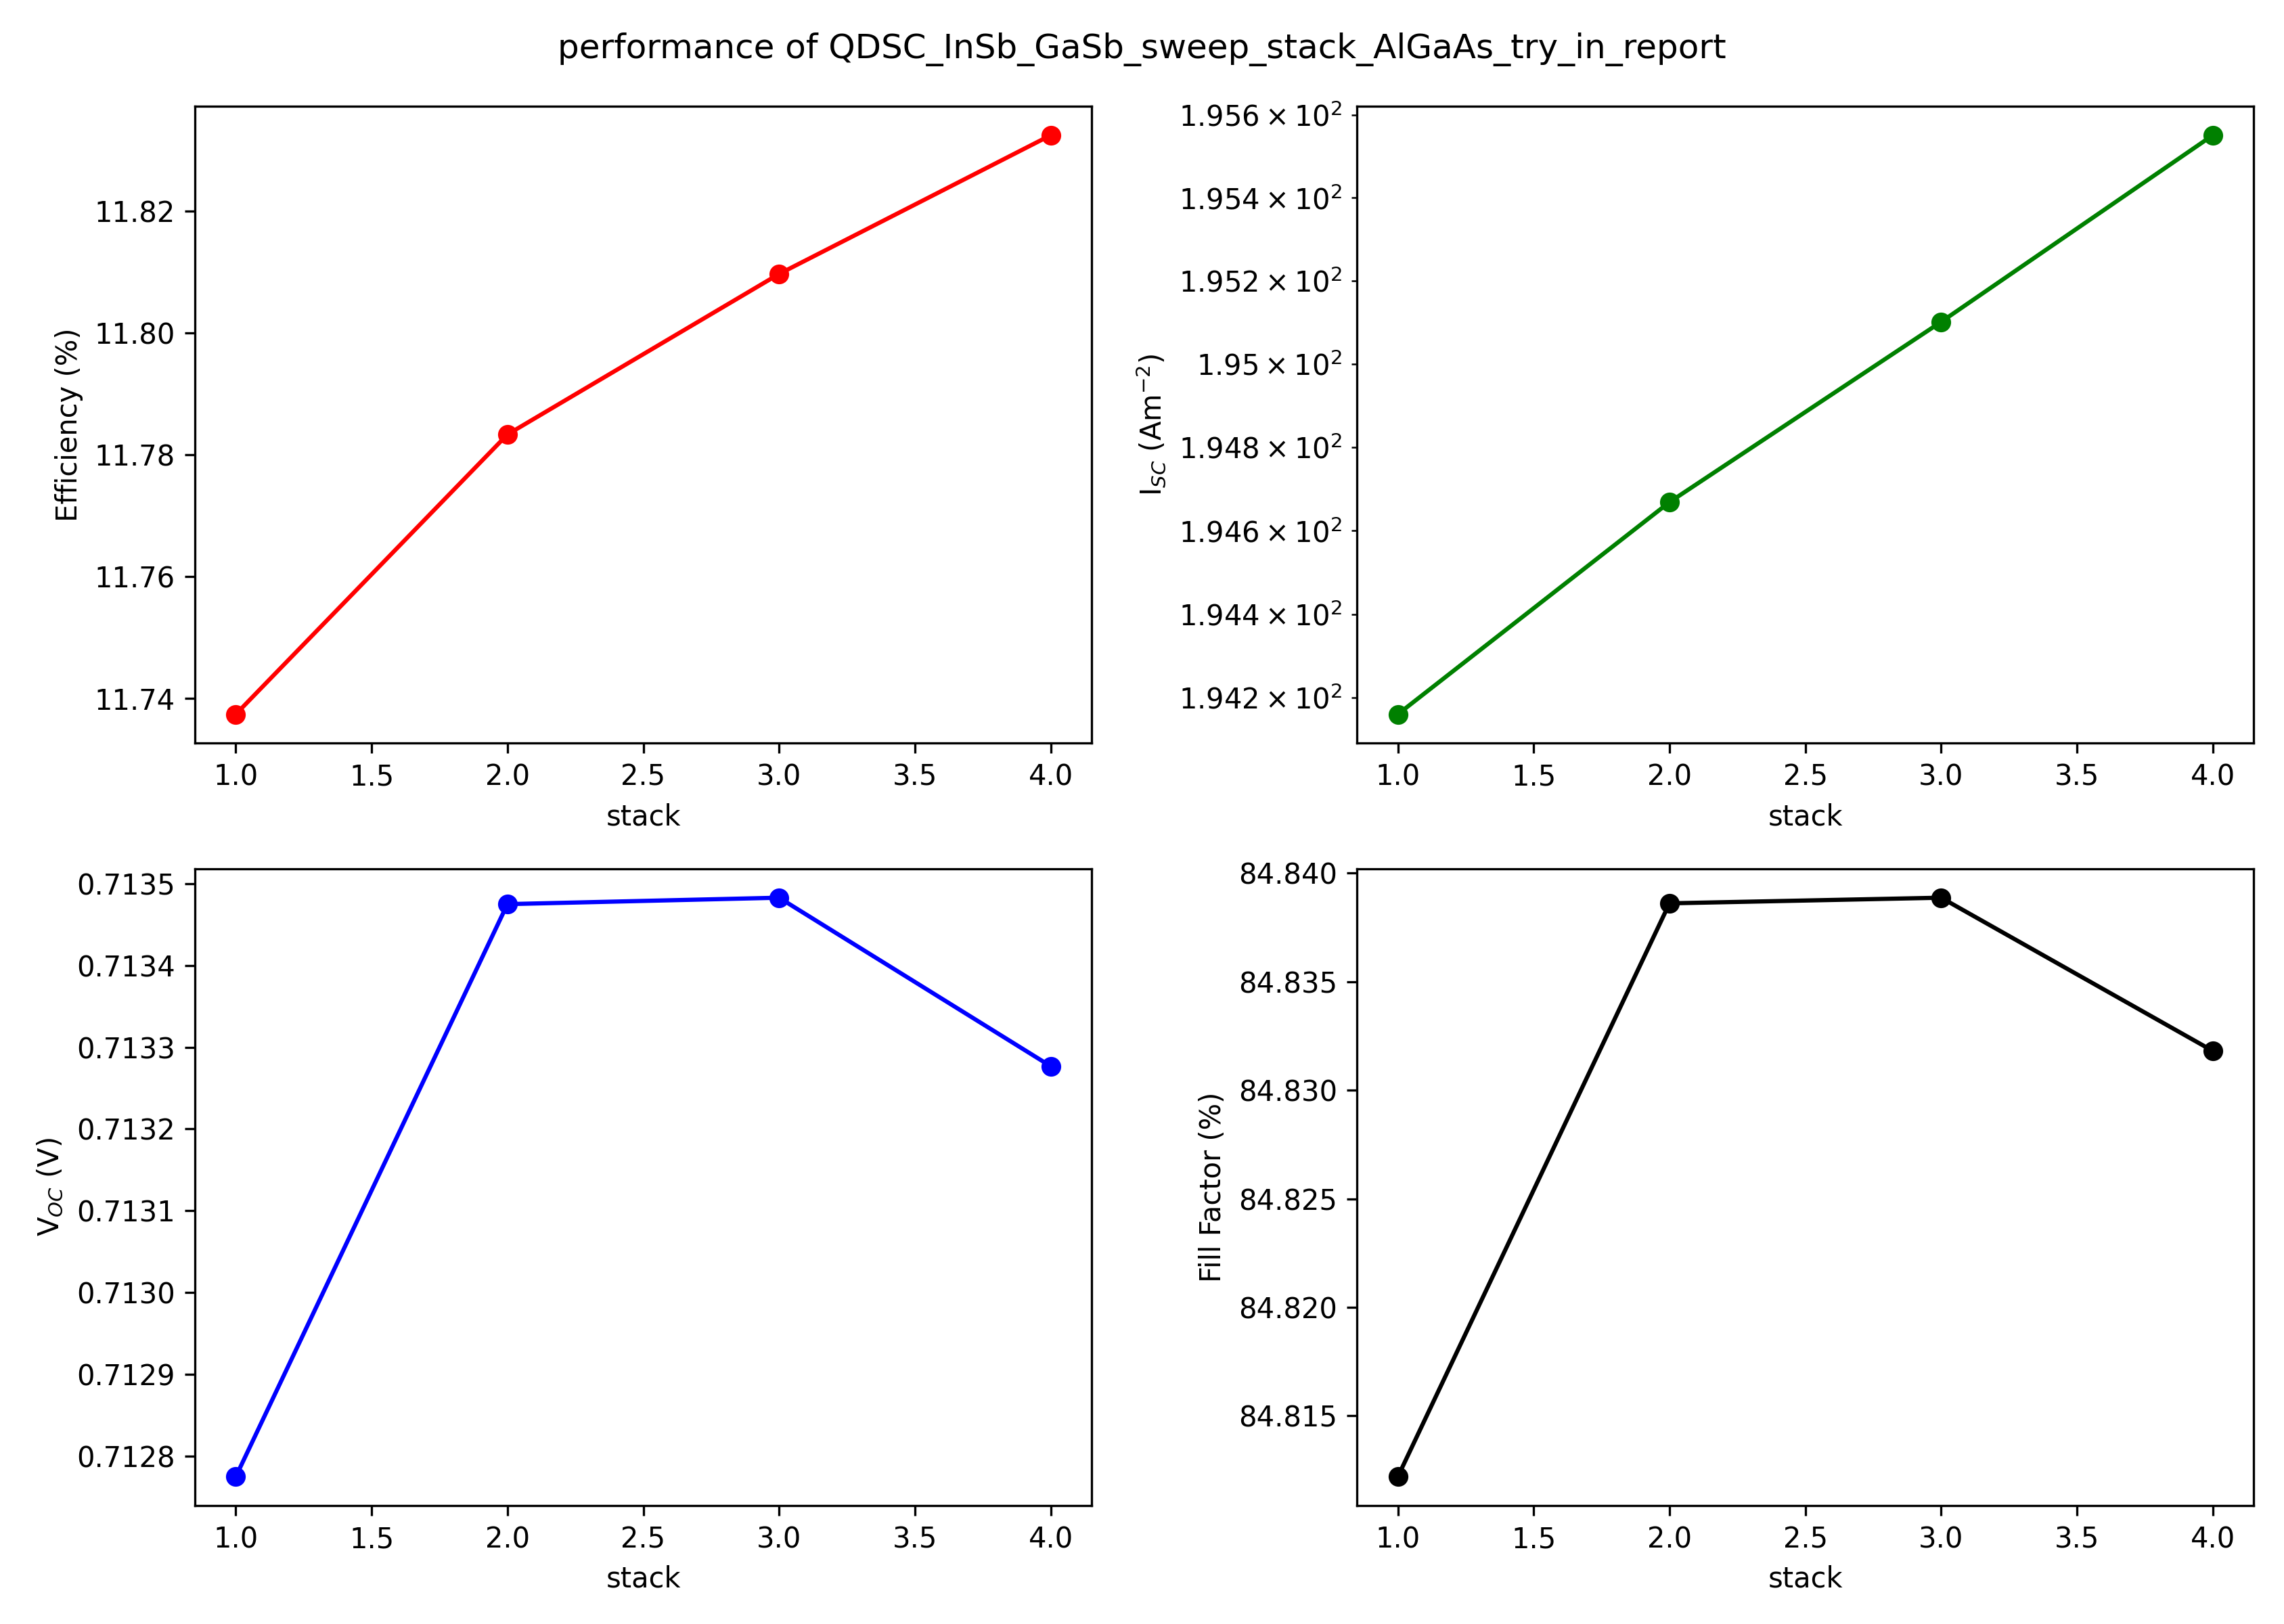 performance of QDSC_InSb_GaSb_sweep_stack_AlGaAs_try_in_report
Efficiency (%)
11.82
11.80
11.78
11.76
11.74
1.0 1.5 2.0 2.5 3.0 3.5 4.0
stack
I_SC (Am⁻²)
1.956 × 10²
1.954 × 10²
1.952 × 10²
1.95 × 10²
1.948 × 10²
1.946 × 10²
1.944 × 10²
1.942 × 10²
1.0 1.5 2.0 2.5 3.0 3.5 4.0
stack
V_OC (V)
0.7135
0.7134
0.7133
0.7132
0.7131
0.7130
0.7129
0.7128
1.0 1.5 2.0 2.5 3.0 3.5 4.0
stack
Fill Factor (%)
84.840
84.835
84.830
84.825
84.820
84.815
1.0 1.5 2.0 2.5 3.0 3.5 4.0
stack